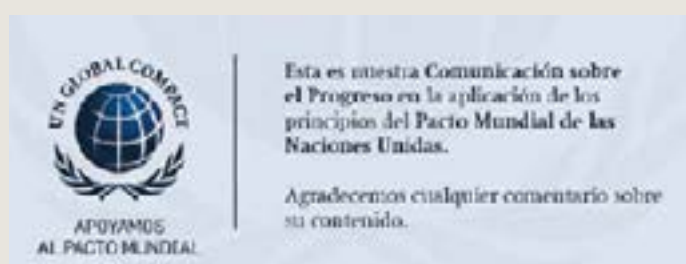 UN GLOBAL COMPACT
APOYAMOS
AL PACTO MUNDIAL
Esta es nuestra Comunicación sobre
el Progreso en la aplicación de los
principios del Pacto Mundial de las
Naciones Unidas.
Agradecemos cualquier comentario sobre
su contenido.